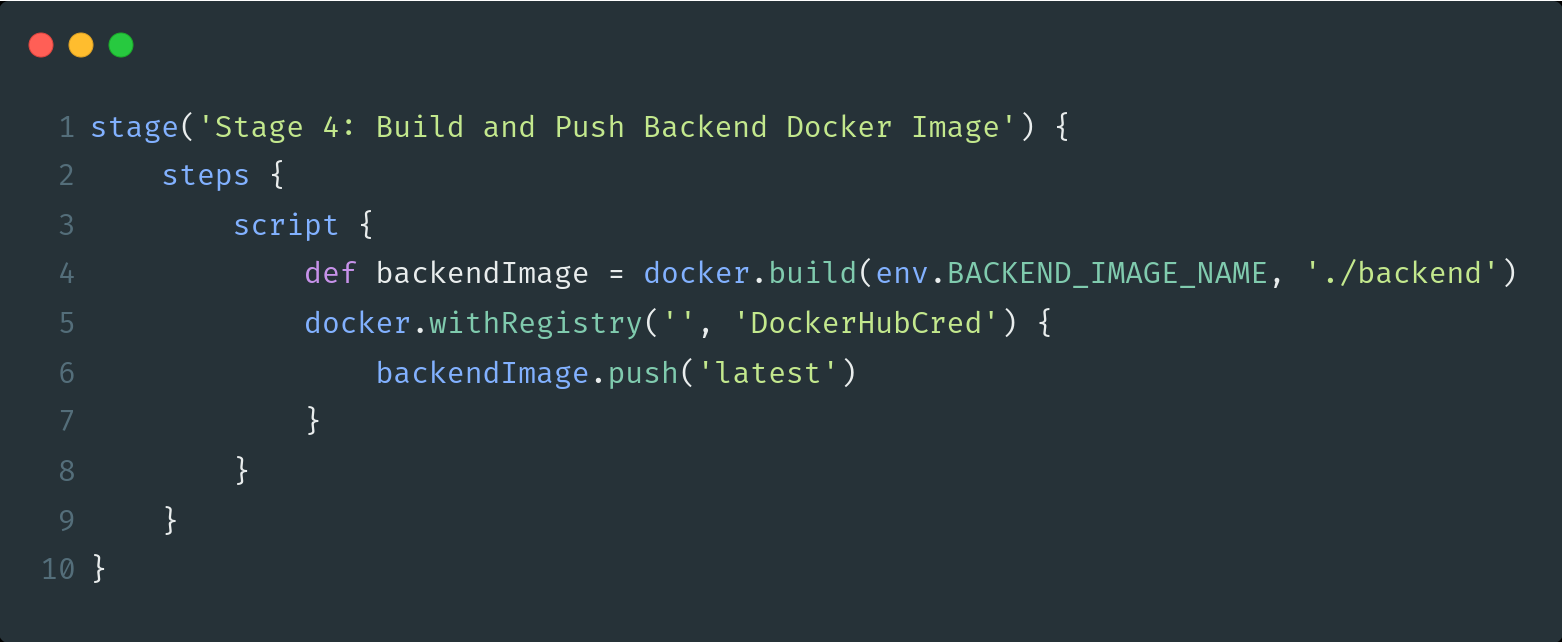 1 stage('Stage 4: Build and Push Backend Docker Image') {
2     steps {
3         script {
4             def backendImage = docker.build(env.BACKEND_IMAGE_NAME, './backend')
5             docker.withRegistry('', 'DockerHubCred') {
6                 backendImage.push('latest')
7             }
8         }
9     }
10 }